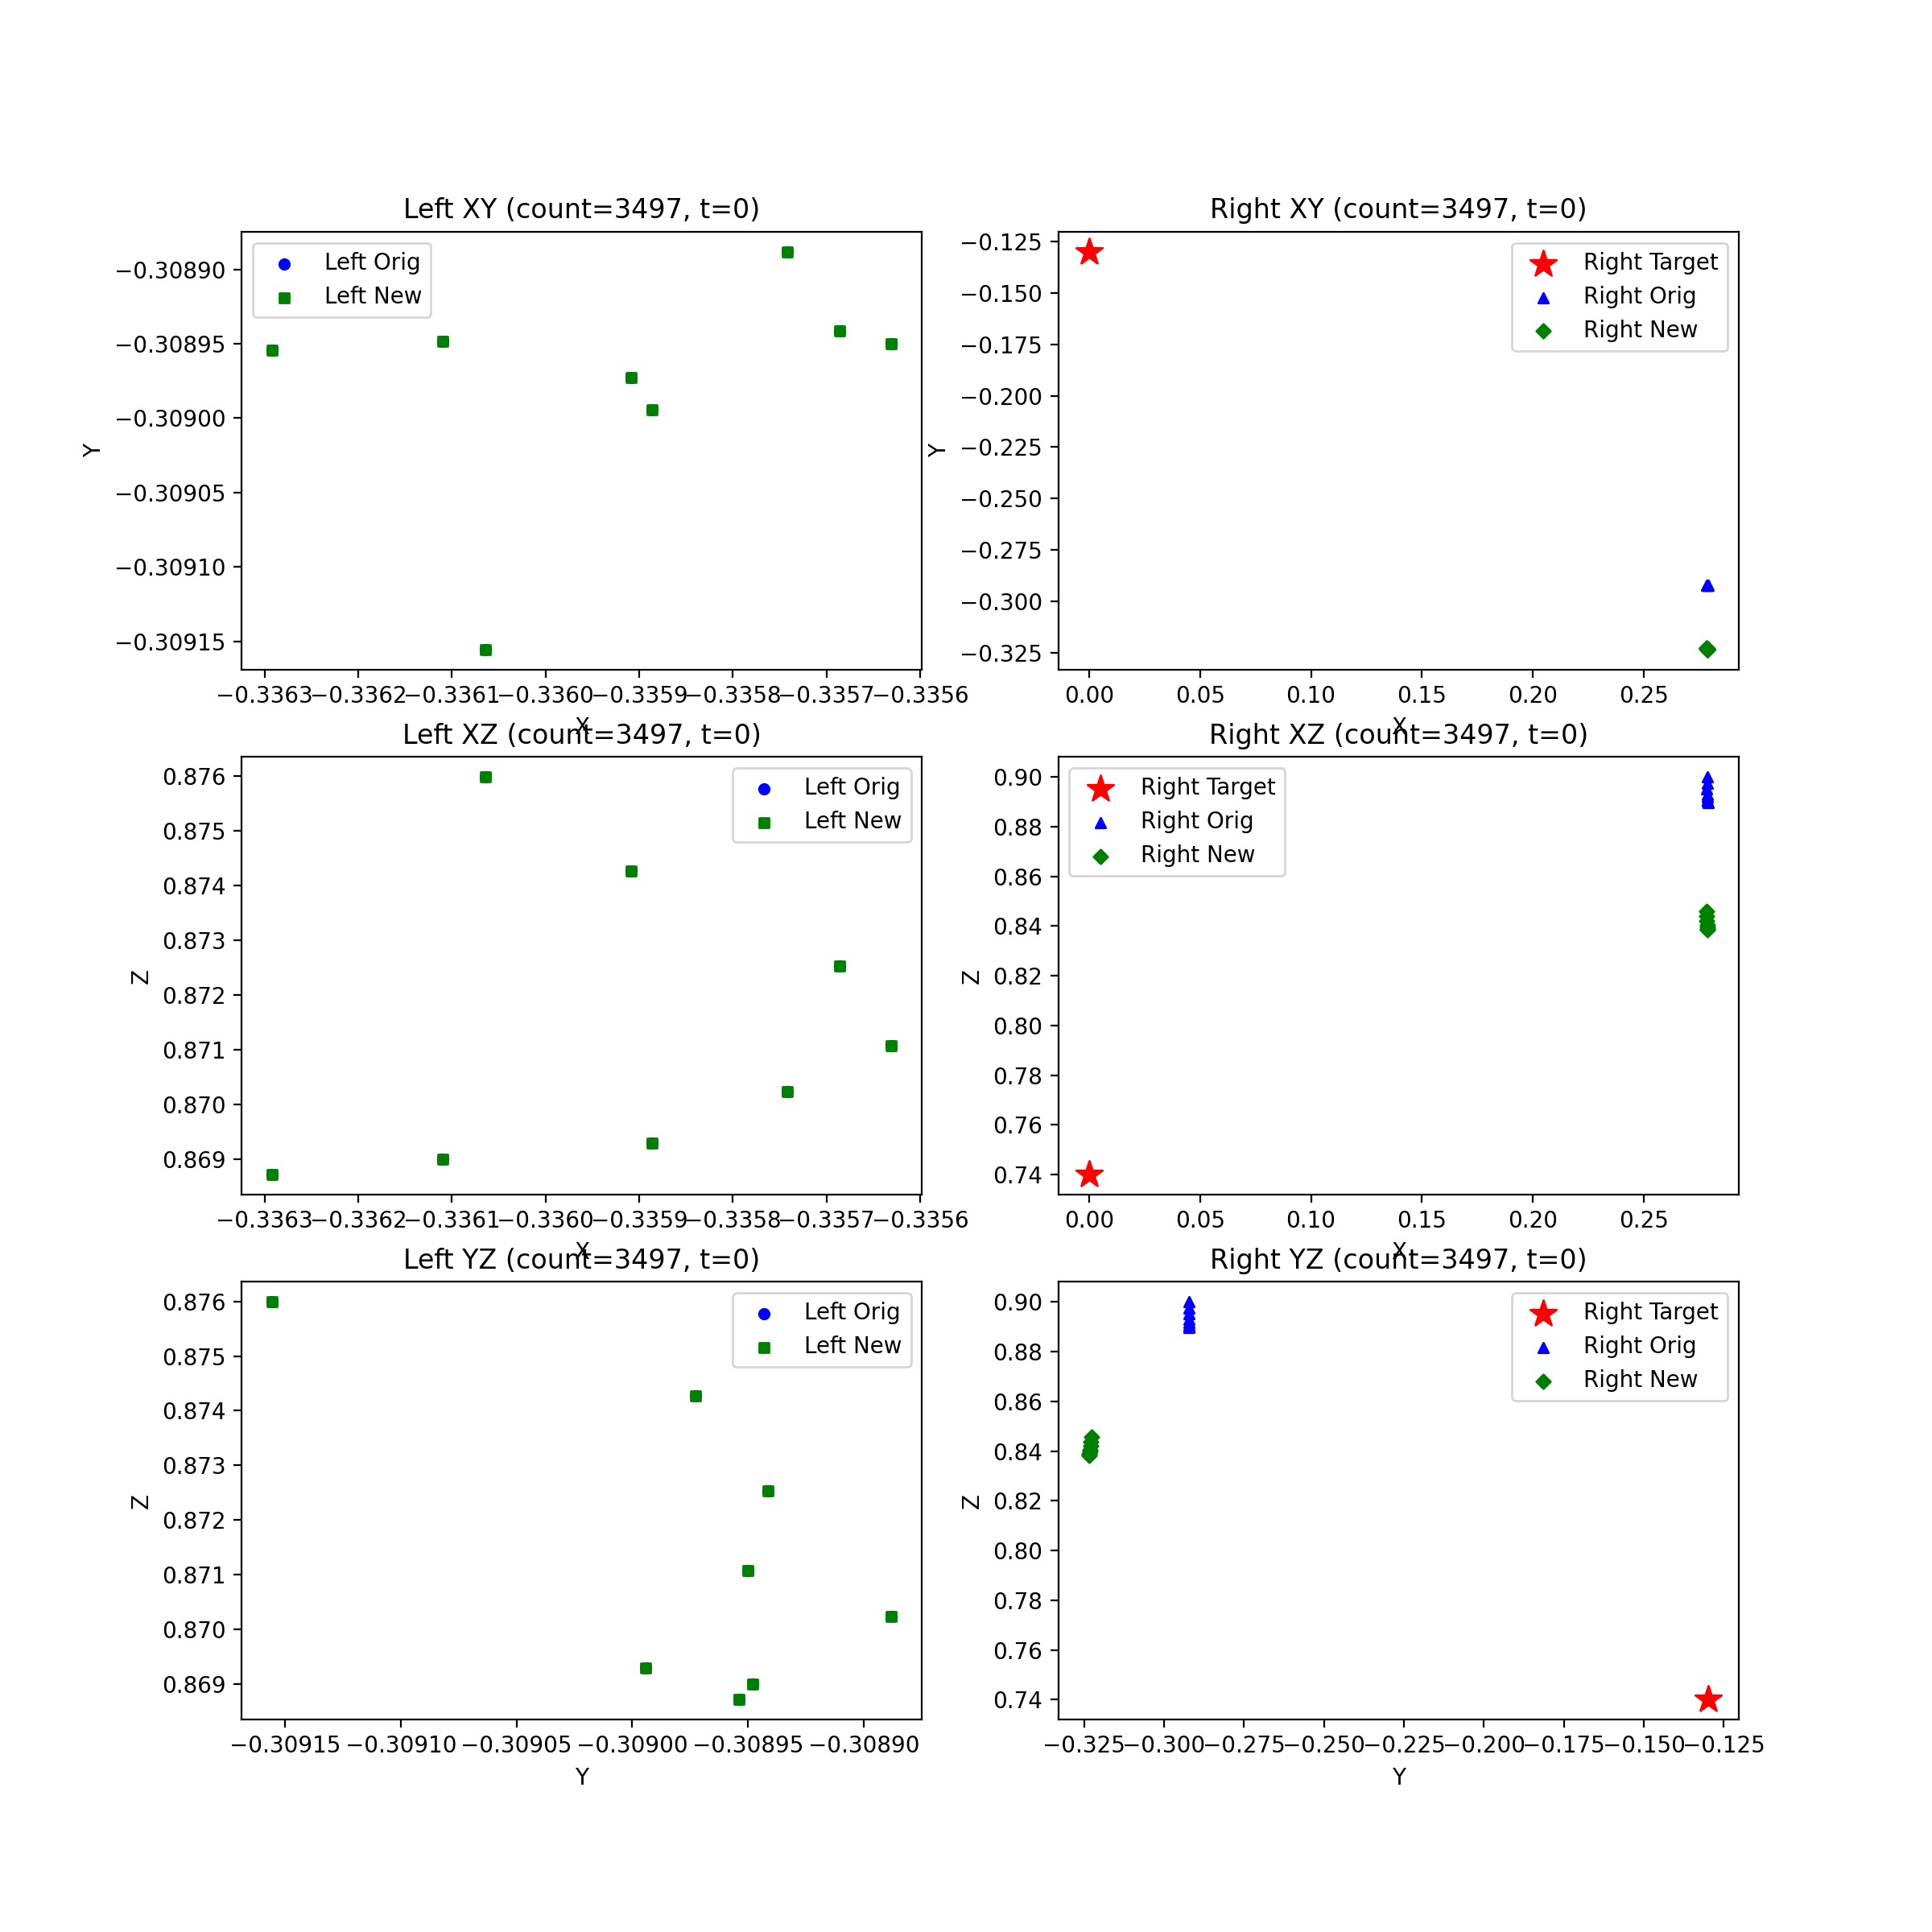 Left XY (count=3497, t=0)
Left Orig
Left New
Y
−0.30890
−0.30895
−0.30900
−0.30905
−0.30910
−0.30915
−0.3363 −0.3362 −0.3361 −0.3360 −0.3359 −0.3358 −0.3357 −0.3356
X
Right XY (count=3497, t=0)
Right Target
Right Orig
Right New
Y
−0.125
−0.150
−0.175
−0.200
−0.225
−0.250
−0.275
−0.300
−0.325
0.00 0.05 0.10 0.15 0.20 0.25
X
Left XZ (count=3497, t=0)
Left Orig
Left New
Z
0.876
0.875
0.874
0.873
0.872
0.871
0.870
0.869
−0.3363 −0.3362 −0.3361 −0.3360 −0.3359 −0.3358 −0.3357 −0.3356
X
Right XZ (count=3497, t=0)
Right Target
Right Orig
Right New
Z
0.90
0.88
0.86
0.84
0.82
0.80
0.78
0.76
0.74
0.00 0.05 0.10 0.15 0.20 0.25
X
Left YZ (count=3497, t=0)
Left Orig
Left New
Z
0.876
0.875
0.874
0.873
0.872
0.871
0.870
0.869
−0.30915 −0.30910 −0.30905 −0.30900 −0.30895 −0.30890
Y
Right YZ (count=3497, t=0)
Right Target
Right Orig
Right New
Z
0.90
0.88
0.86
0.84
0.82
0.80
0.78
0.76
0.74
−0.325 −0.300 −0.275 −0.250 −0.225 −0.200 −0.175 −0.150 −0.125
Y